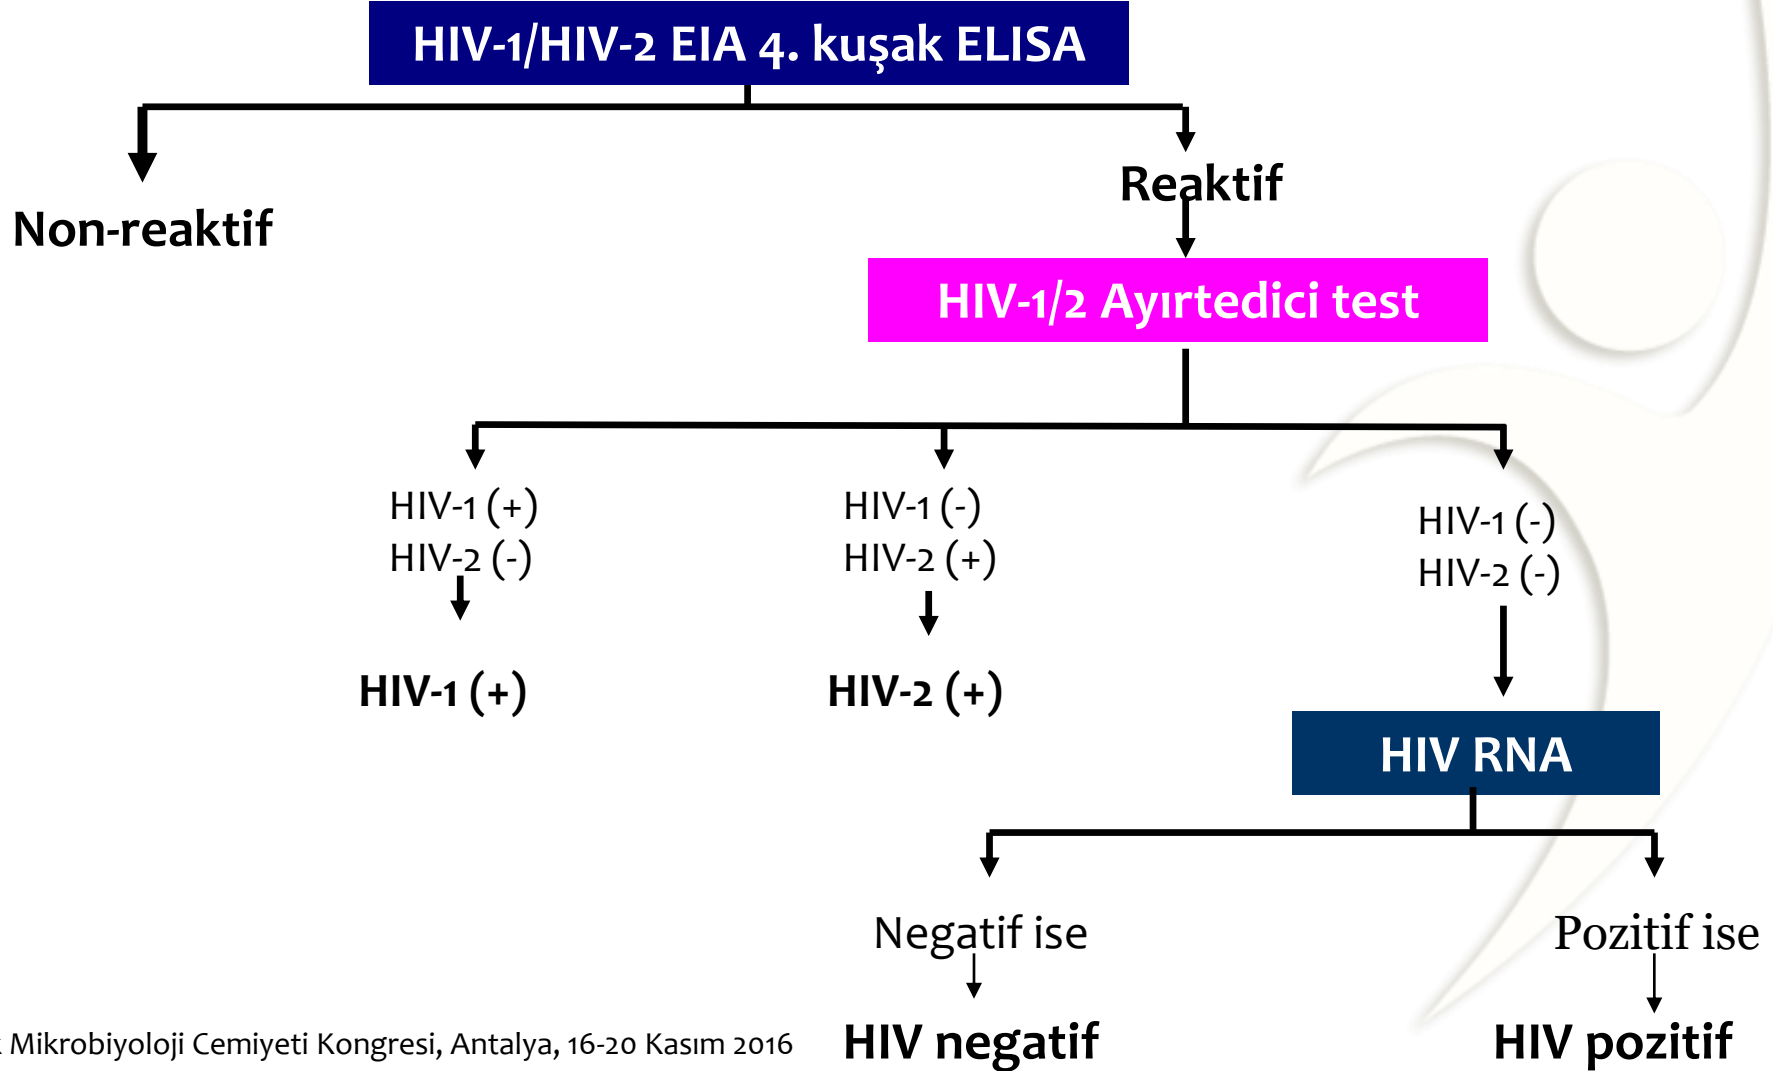 HIV-1/HIV-2 EIA 4. kuşak ELISA
Non-reaktif
Reaktif
HIV-1/2 Ayırtedici test
HIV-1 (+)
HIV-2 (-)
HIV-1 (-)
HIV-2 (+)
HIV-1 (-)
HIV-2 (-)
HIV-1 (+)
HIV-2 (+)
HIV RNA
Negatif ise
Pozitif ise
HIV negatif
HIV pozitif
Mikrobiyoloji Cemiyeti Kongresi, Antalya, 16-20 Kasım 2016